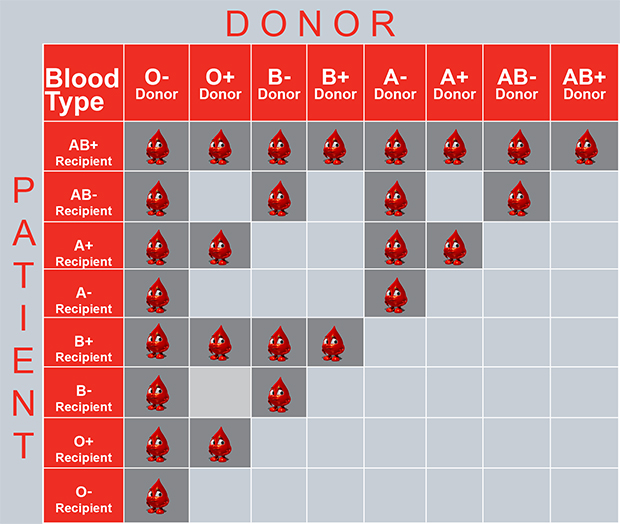 DONOR
Blood
Type
O-
Donor
O+
Donor
B-
Donor
B+
Donor
A-
Donor
A+
Donor
AB-
Donor
AB+
Donor
PATIENT
AB+
Recipient
AB-
Recipient
A+
Recipient
A-
Recipient
B+
Recipient
B-
Recipient
O+
Recipient
O-
Recipient